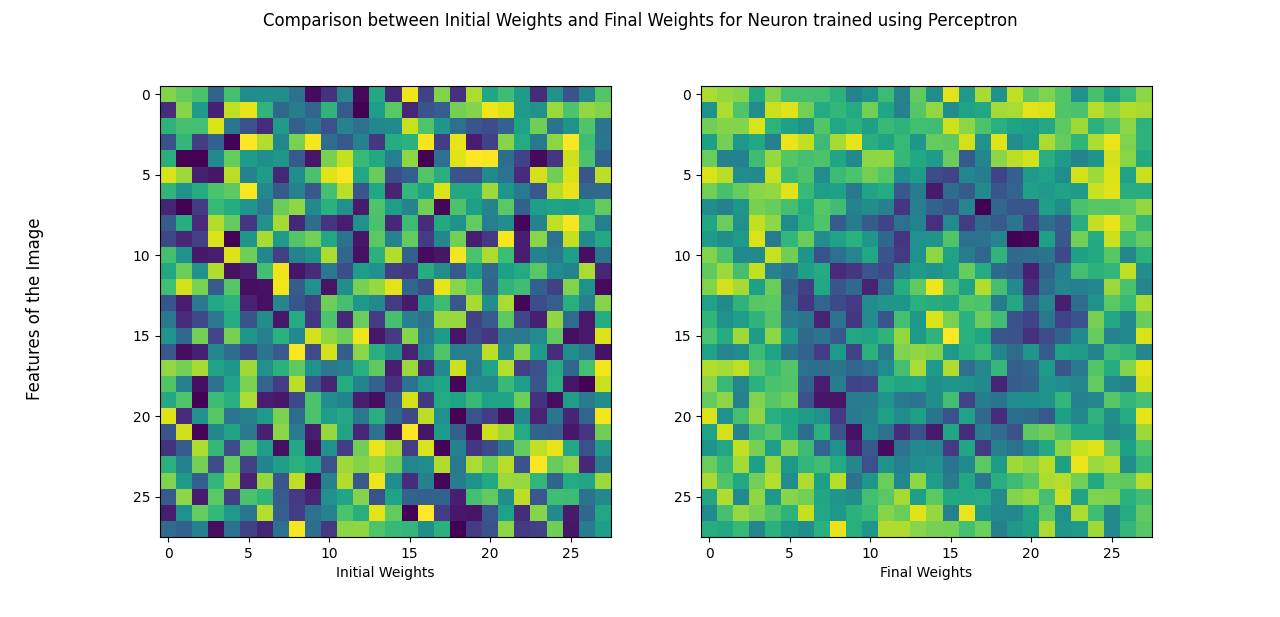 Comparison between Initial Weights and Final Weights for Neuron trained using Perceptron
Features of the Image
0
5
10
15
20
25
0 5 10 15 20 25
Initial Weights
0
5
10
15
20
25
0 5 10 15 20 25
Final Weights